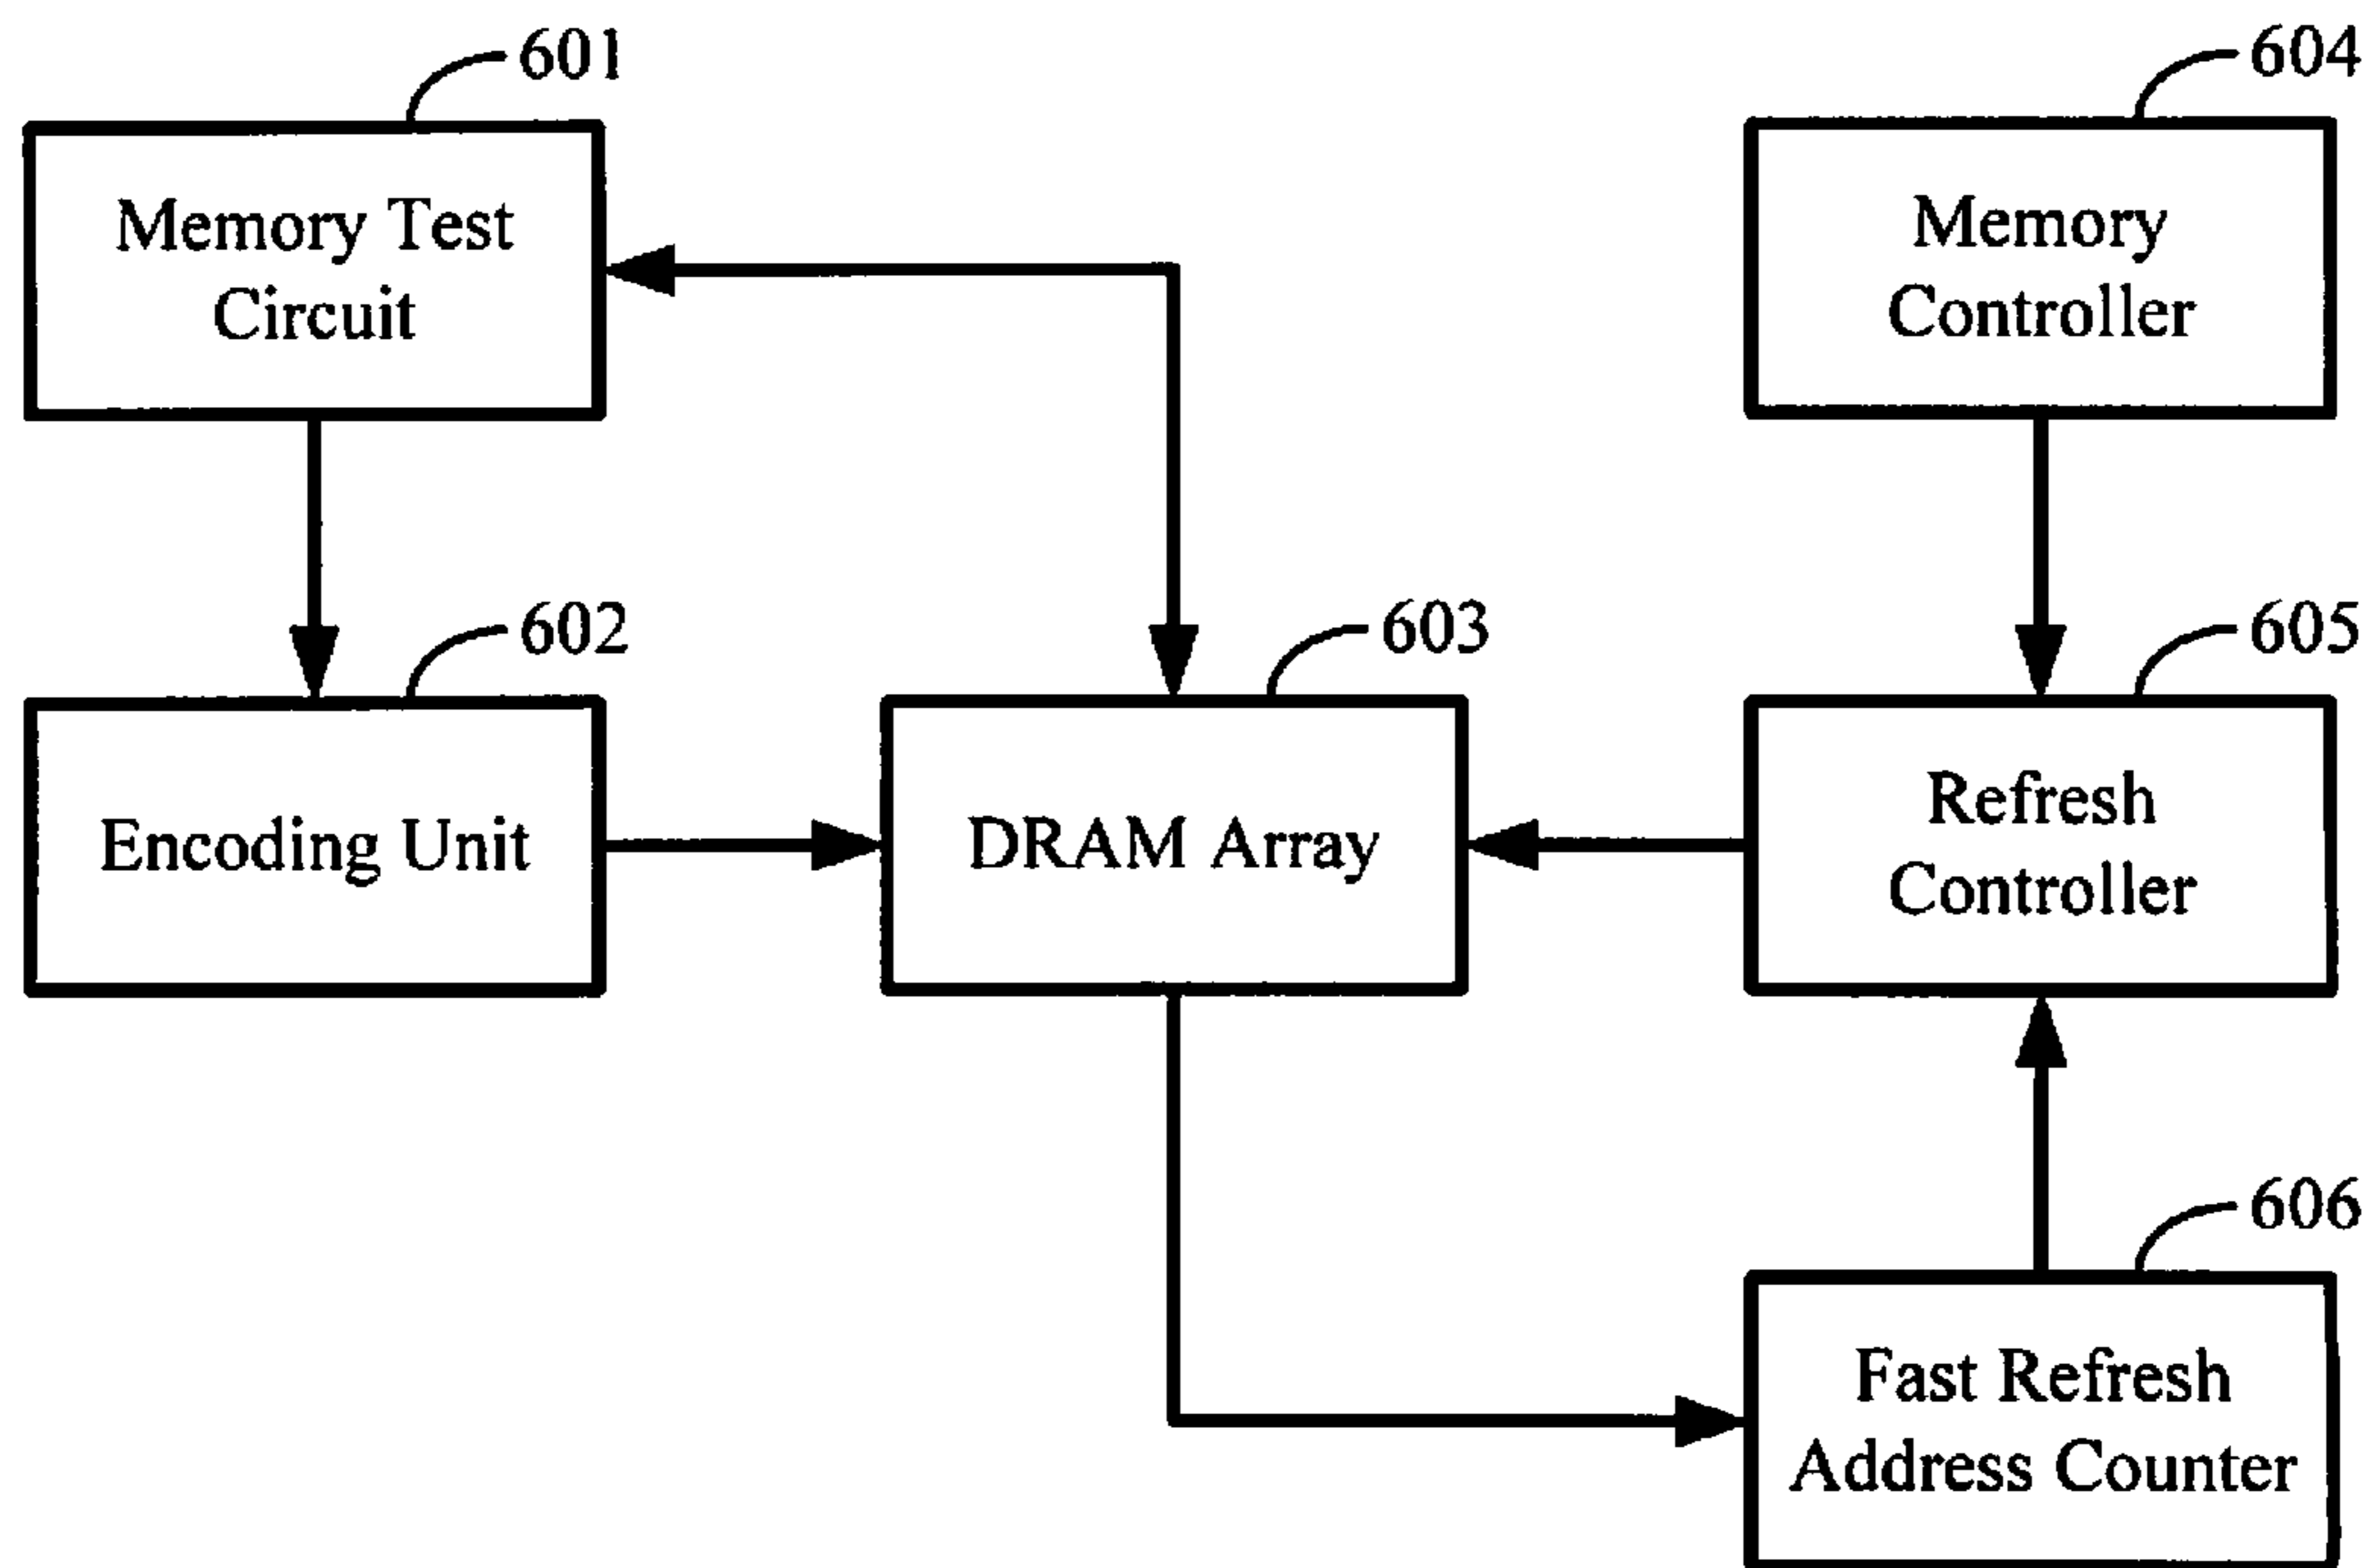 601
604
Memory Test
Circuit
Memory
Controller
602
603
605
Encoding Unit
DRAM Array
Refresh
Controller
606
Fast Refresh
Address Counter